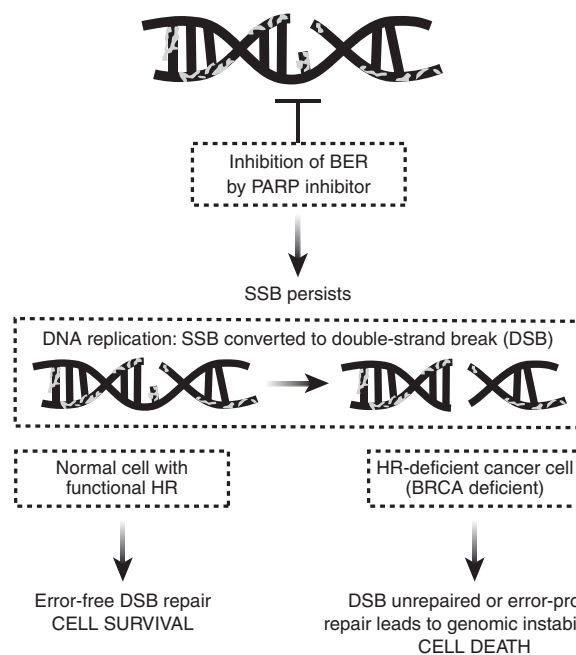 Inhibition of BER
by PARP inhibitor
SSB persists
DNA replication: SSB converted to double-strand break (DSB)
Normal cell with
functional HR
HR-deficient cancer cell
(BRCA deficient)
Error-free DSB repair
CELL SURVIVAL
DSB unrepaired or error-pro
repair leads to genomic instabi
CELL DEATH